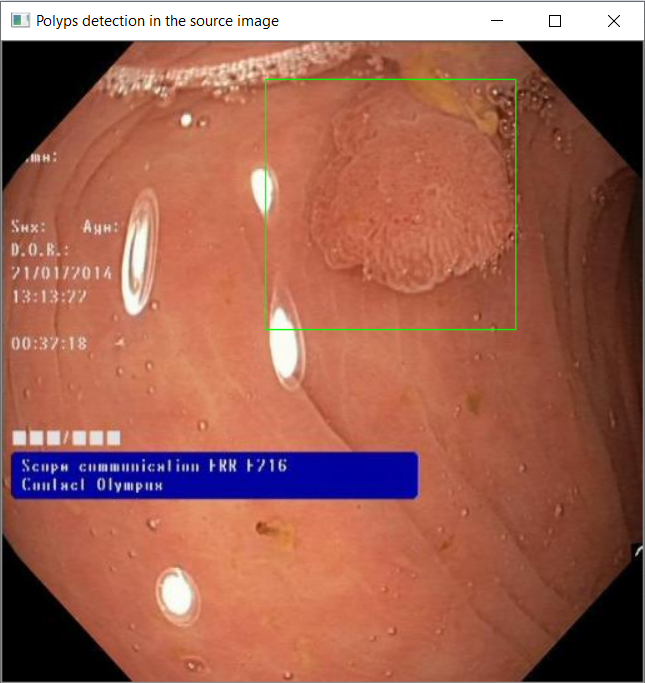 Polyps detection in the source image
Sex: Age:
D.O.B.:
21/01/2014
13:13:22
00:37:18
■■■/■■■
Scope communication ERR E216
Contact Olympus